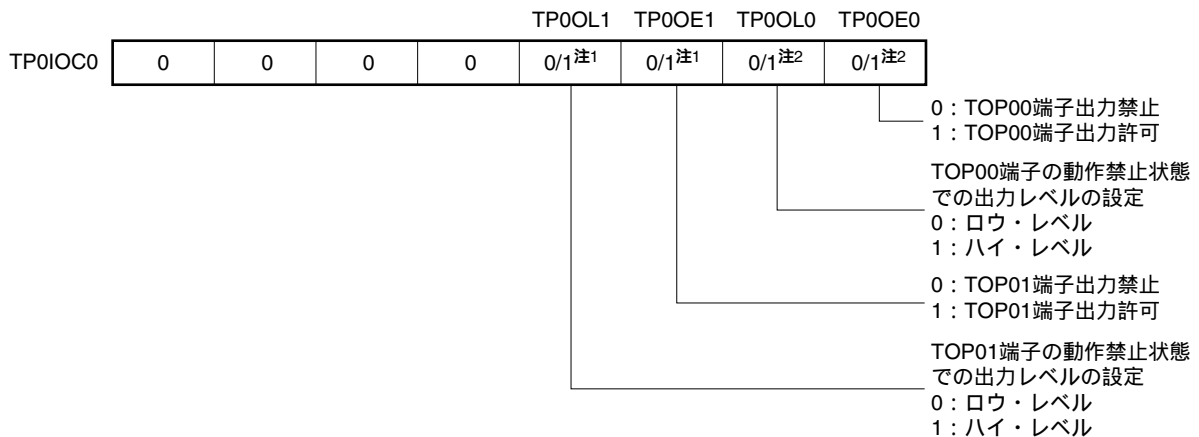 TP0OL1 TP0OE1 TP0OL0 TP0OE0
TP0IOC0 0 0 0 0 0/1注1 0/1注1 0/1注2 0/1注2
0：TOP00端子出力禁止
1：TOP00端子出力許可
TOP00端子の動作禁止状態
での出力レベルの設定
0：ロウ・レベル
1：ハイ・レベル
0：TOP01端子出力禁止
1：TOP01端子出力許可
TOP01端子の動作禁止状態
での出力レベルの設定
0：ロウ・レベル
1：ハイ・レベル